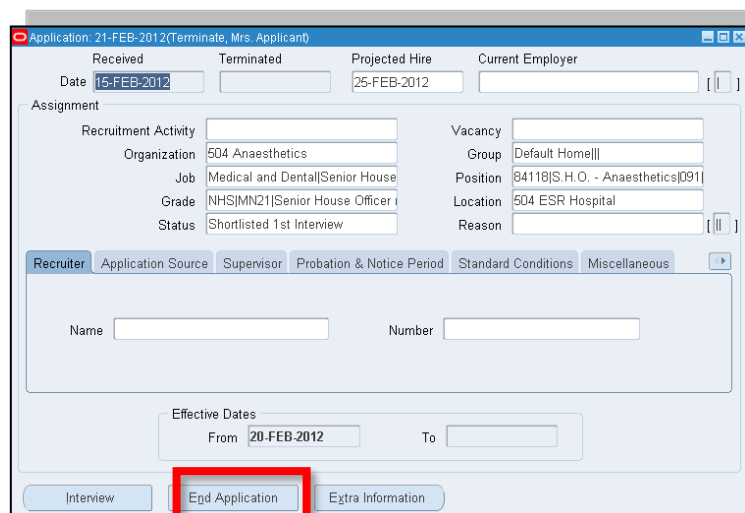 Application: 21-FEB-2012(Terminate, Mrs. Applicant)
Received Terminated Projected Hire Current Employer
Date 15-FEB-2012 25-FEB-2012 [ | ]
Assignment
Recruitment Activity Vacancy
Organization 504 Anaesthetics Group Default Home|||
Job Medical and Dental|Senior House Position 84118|S.H.O. - Anaesthetics|091|
Grade NHS|MN21|Senior House Officer Location 504 ESR Hospital
Status Shortlisted 1st Interview Reason [ || ]
Recruiter Application Source Supervisor Probation & Notice Period Standard Conditions Miscellaneous
Name Number
Effective Dates
From 20-FEB-2012 To
Interview End Application Extra Information